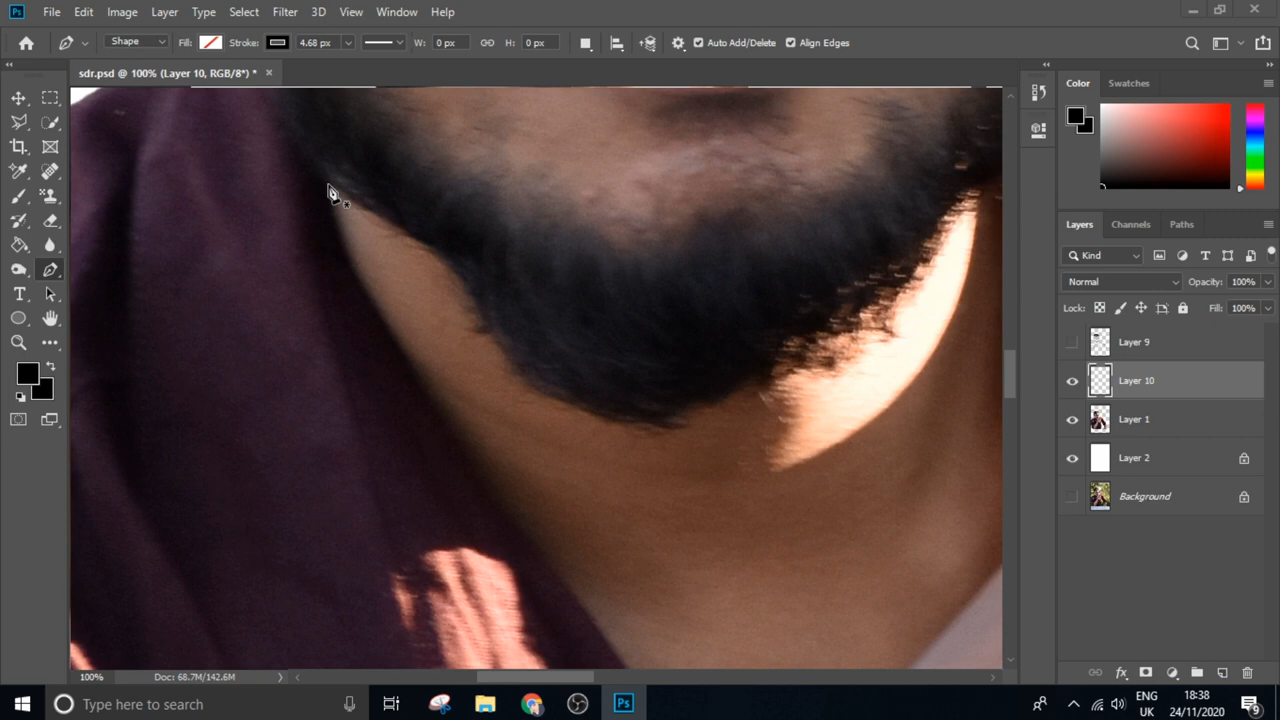 Ps File Edit Image Layer Type Select Filter 3D View Window Help
Shape Fill: Stroke: 4.68 px W: 0 px H: 0 px Auto Add/Delete Align Edges
sdr.psd @ 100% (Layer 10, RGB/8*) *
Color Swatches
Layers Channels Paths
Kind
Normal Opacity: 100%
Lock: Fill: 100%
Layer 9
Layer 10
Layer 1
Layer 2
Background
100% Doc: 68.7M/142.6M
Type here to search
Ps
ENG
UK
18:38
24/11/2020
9